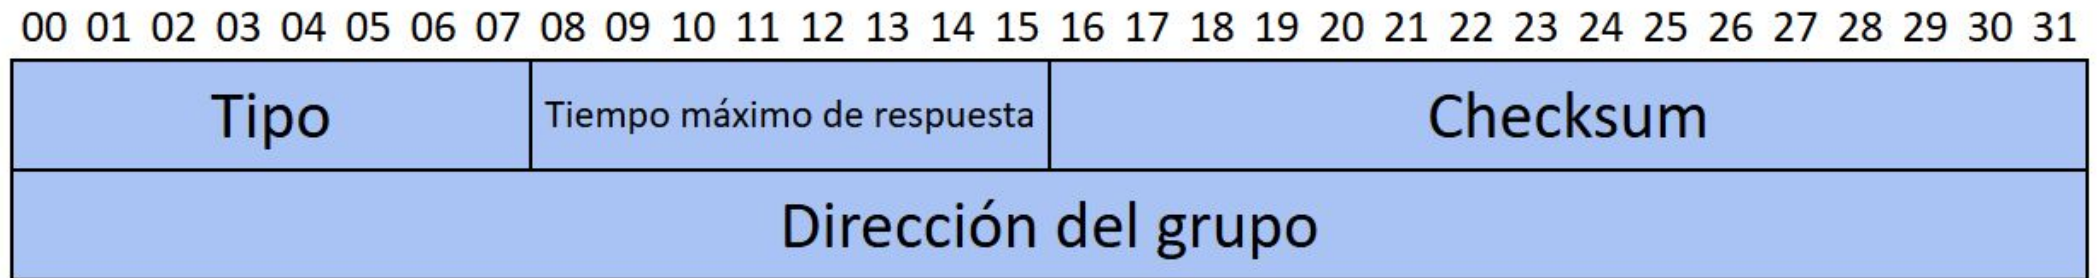 00 01 02 03 04 05 06 07 08 09 10 11 12 13 14 15 16 17 18 19 20 21 22 23 24 25 26 27 28 29 30 31
Tipo Tiempo máximo de respuesta Checksum
Dirección del grupo